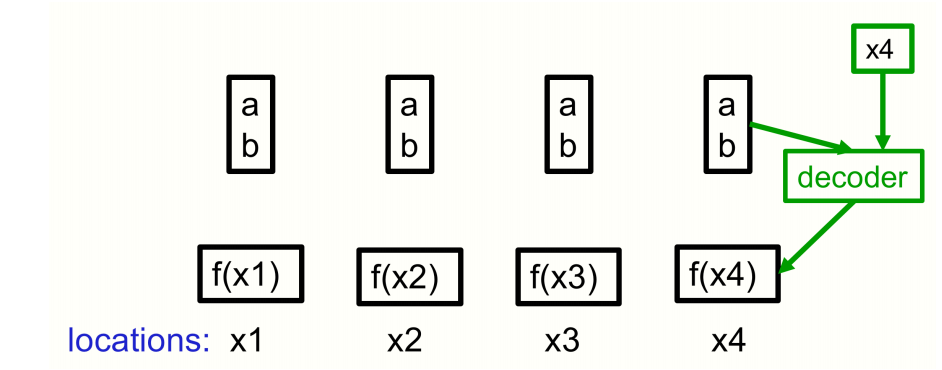 x4
a a a a
b b b b
decoder
f(x1) f(x2) f(x3) f(x4)
locations: x1 x2 x3 x4